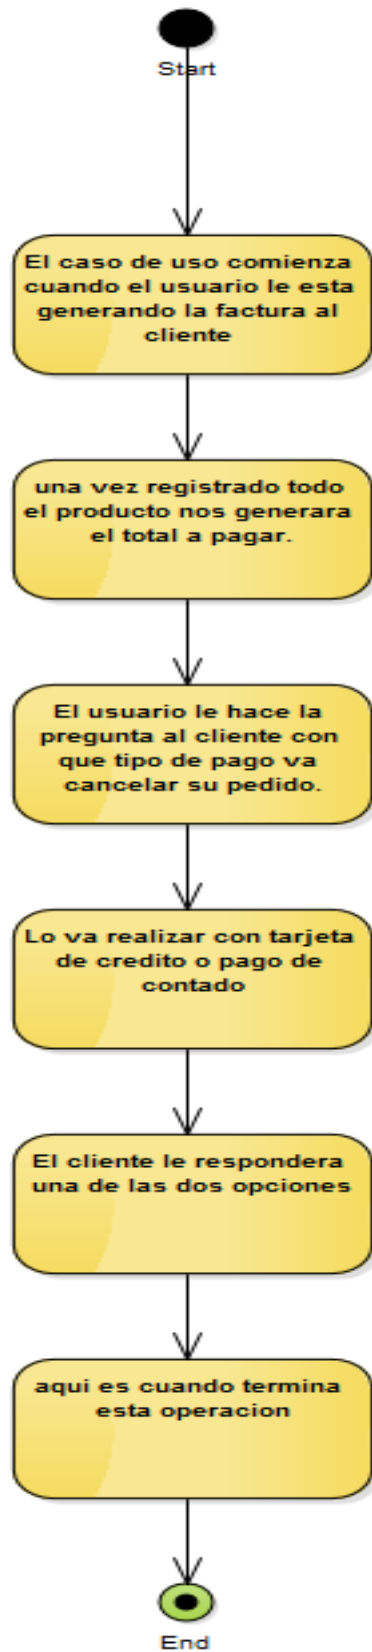 Start
El caso de uso comienza
cuando el usuario le esta
generando la factura al
cliente
una vez registrado todo
el producto nos generara
el total a pagar.
El usuario le hace la
pregunta al cliente con
que tipo de pago va
cancelar su pedido.
Lo va realizar con tarjeta
de credito o pago de
contado
El cliente le respondera
una de las dos opciones
aqui es cuando termina
esta operacion
End